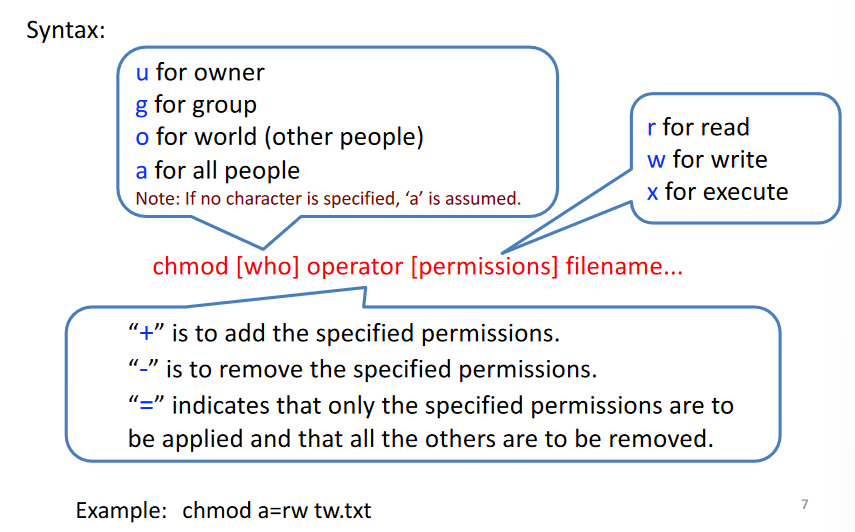 Syntax:
u for owner
g for group
o for world (other people)
a for all people
Note: If no character is specified, ‘a’ is assumed.
r for read
w for write
x for execute
chmod [who] operator [permissions] filename...
“+” is to add the specified permissions.
“-” is to remove the specified permissions.
“=” indicates that only the specified permissions are to
be applied and that all the others are to be removed.
Example: chmod a=rw tw.txt
7